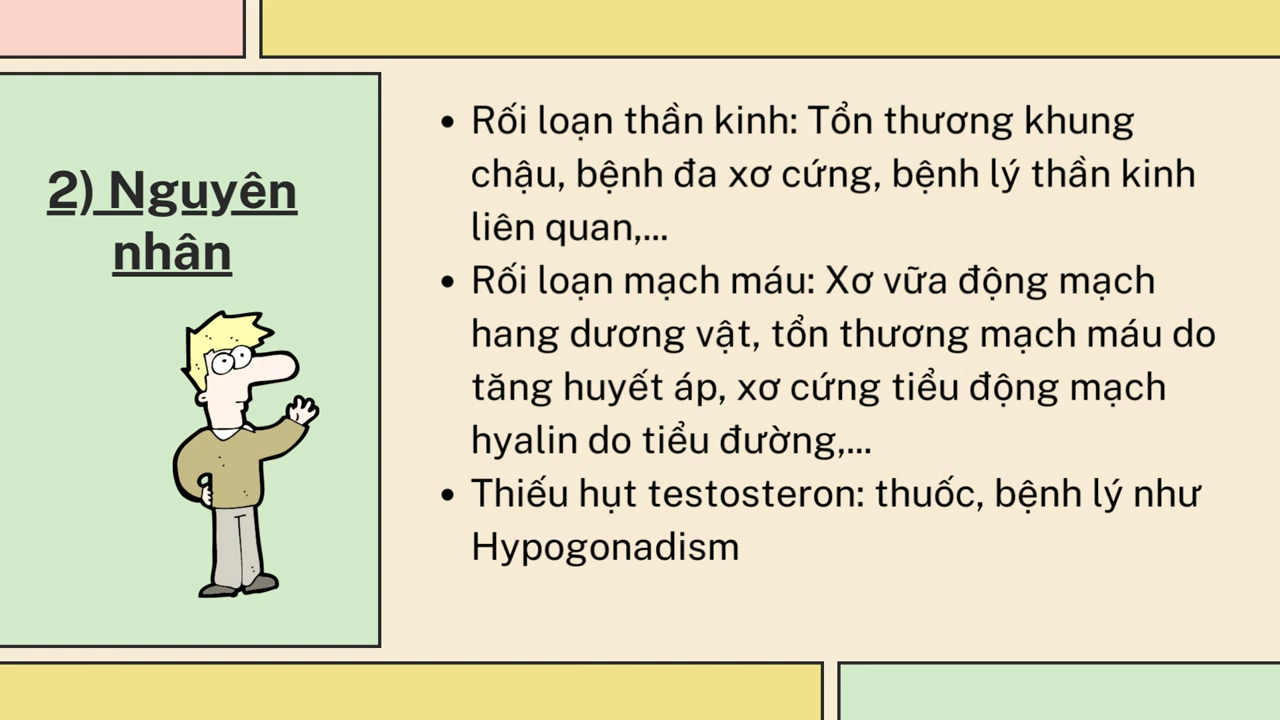 2) Nguyên
nhân
• Rối loạn thần kinh: Tổn thương khung
chậu, bệnh đa xơ cứng, bệnh lý thần kinh
liên quan,...
• Rối loạn mạch máu: Xơ vữa động mạch
hang dương vật, tổn thương mạch máu do
tăng huyết áp, xơ cứng tiểu động mạch
hyalin do tiểu đường,...
• Thiếu hụt testosteron: thuốc, bệnh lý như
Hypogonadism